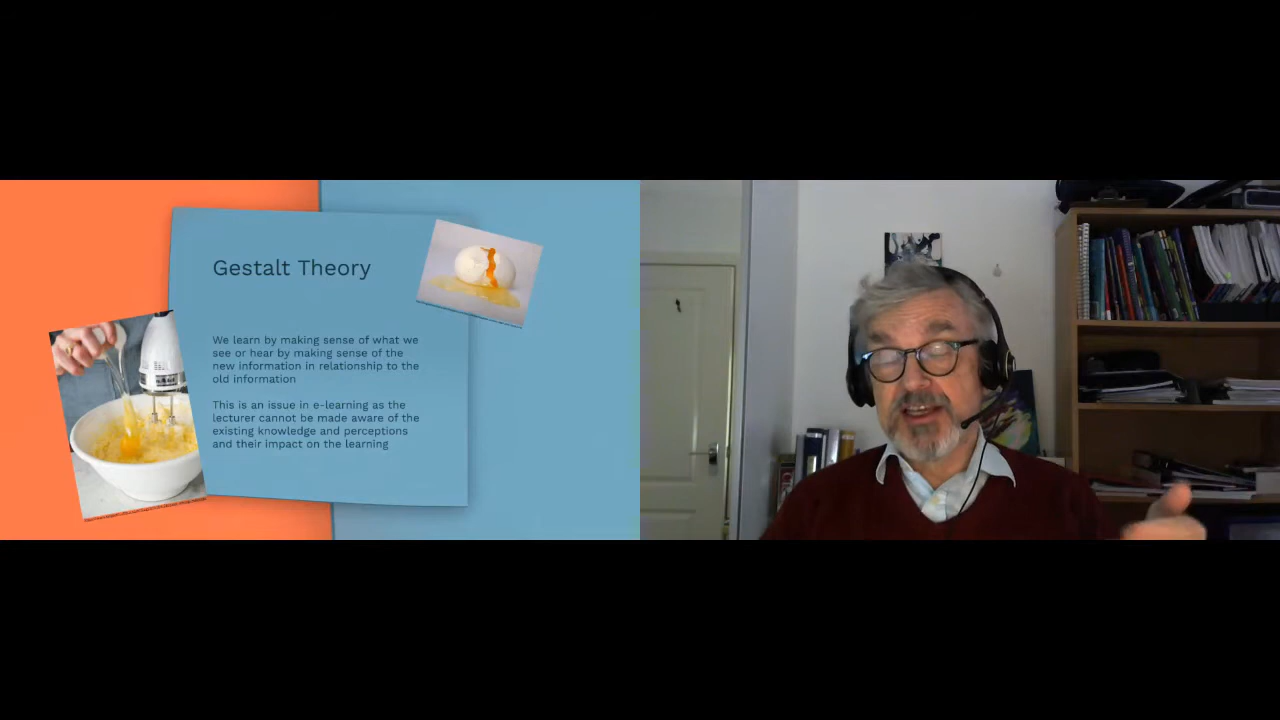 Gestalt Theory
We learn by making sense of what we
see or hear by making sense of the
new information in relationship to the
old information
This is an issue in e-learning as the
lecturer cannot be made aware of the
existing knowledge and perceptions
and their impact on the learning